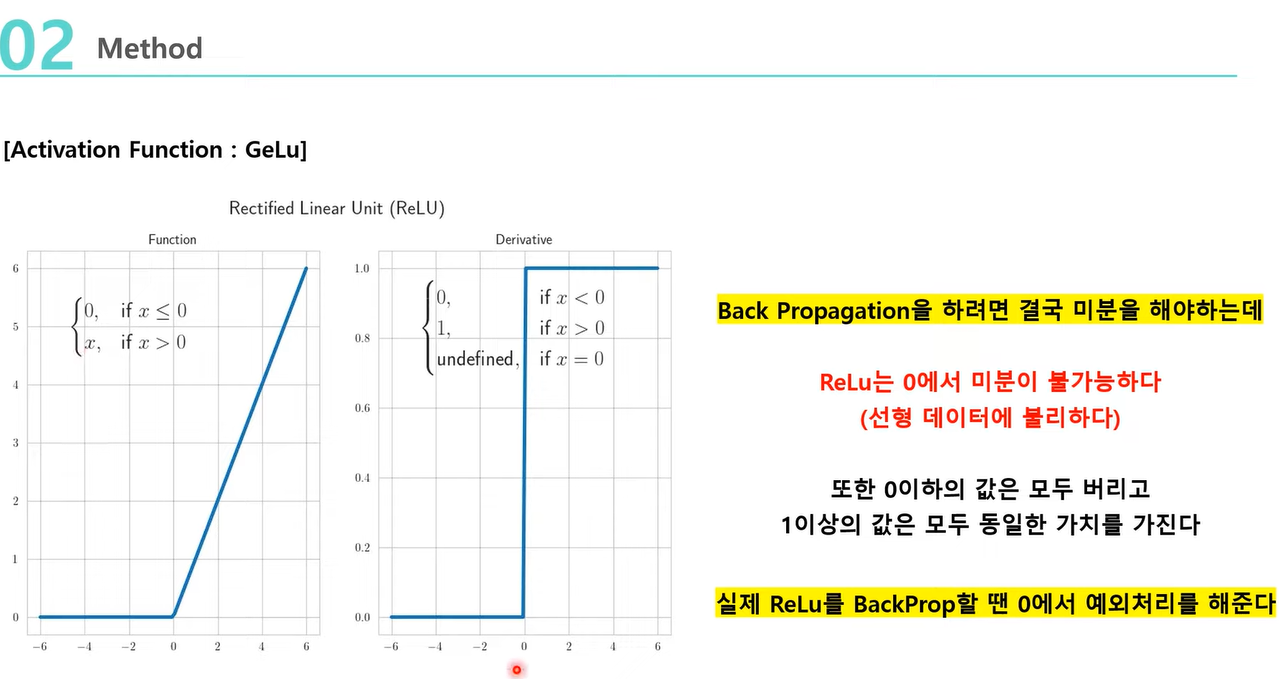 02 Method
[Activation Function : GeLu]
Rectified Linear Unit (ReLU)
Function
6
5
4
3
2
1
0
−6 −4 −2 0 2 4 6
0, if x ≤ 0
x, if x > 0
Derivative
1.0
0.8
0.6
0.4
0.2
0.0
−6 −4 −2 0 2 4 6
0, if x < 0
1, if x > 0
undefined, if x = 0
Back Propagation을 하려면 결국 미분을 해야하는데
ReLu는 0에서 미분이 불가능하다
(선형 데이터에 불리하다)
또한 0이하의 값은 모두 버리고
1이상의 값은 모두 동일한 가치를 가진다
실제 ReLu를 BackProp할 땐 0에서 예외처리를 해준다